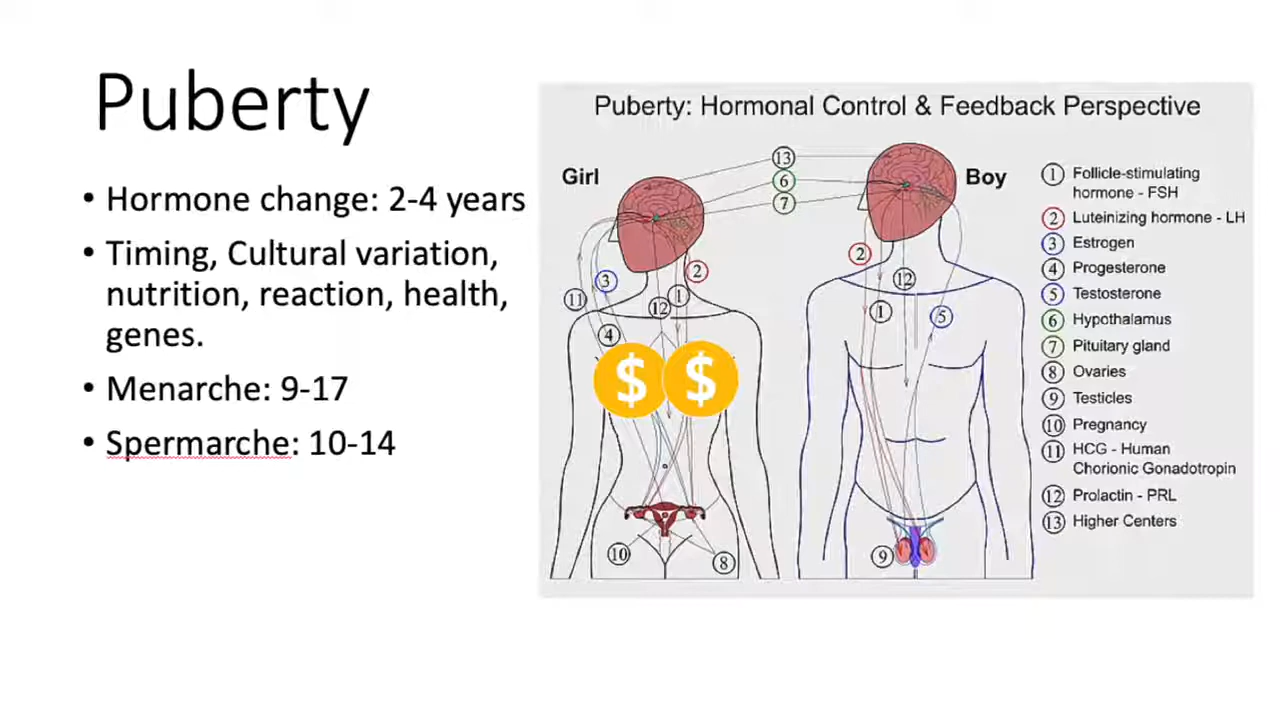 Puberty
• Hormone change: 2-4 years
• Timing, Cultural variation,
nutrition, reaction, health,
genes.
• Menarche: 9-17
• Spermarche: 10-14
Puberty: Hormonal Control & Feedback Perspective
Girl
Boy
13
6
7
2
3
2
11
12
1
4
12
1
5
$
$
10
8
9
1 Follicle-stimulating
hormone - FSH
2 Luteinizing hormone - LH
3 Estrogen
4 Progesterone
5 Testosterone
6 Hypothalamus
7 Pituitary gland
8 Ovaries
9 Testicles
10 Pregnancy
11 HCG - Human
Chorionic Gonadotropin
12 Prolactin - PRL
13 Higher Centers